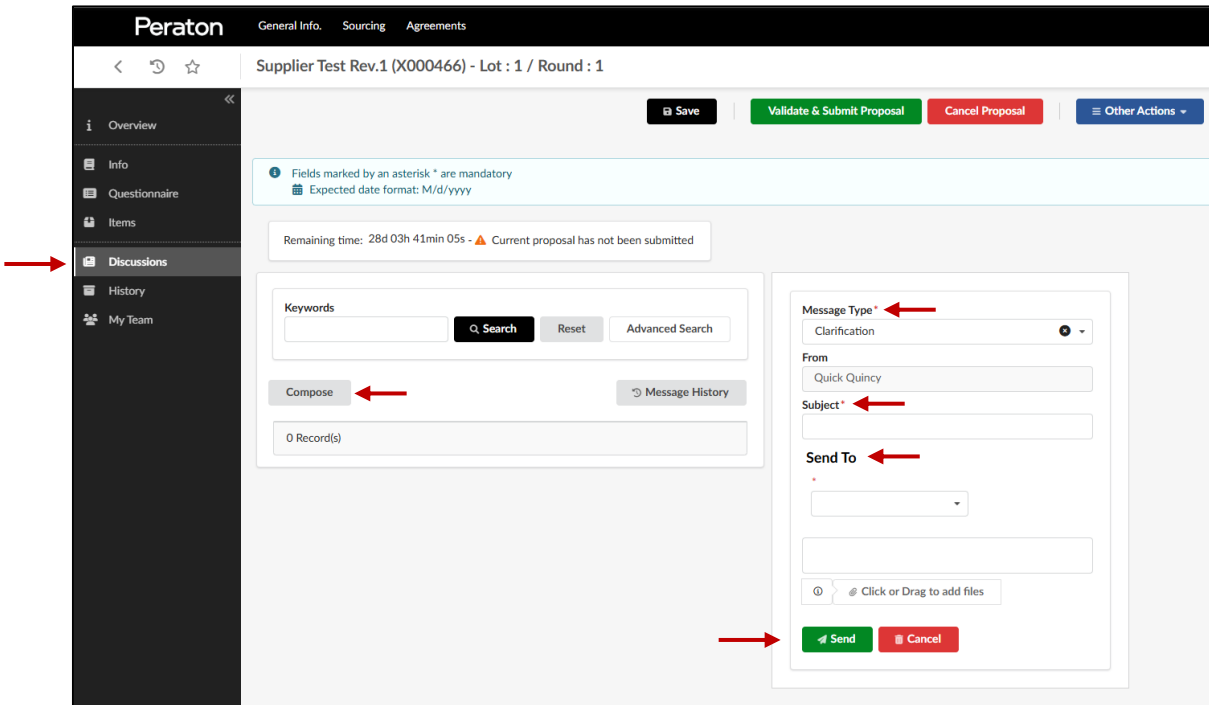 Peraton
General Info. Sourcing Agreements
Supplier Test Rev.1 (X000466) - Lot : 1 / Round : 1
Overview
Info
Questionnaire
Items
Discussions
History
My Team
Save
Validate & Submit Proposal
Cancel Proposal
Other Actions
Fields marked by an asterisk * are mandatory
Expected date format: M/d/yyyy
Remaining time: 28d 03h 41min 05s - Current proposal has not been submitted
Keywords
Search
Reset
Advanced Search
Compose
Message History
0 Record(s)
Message Type *
Clarification
From
Quick Quincy
Subject *
Send To
*
Click or Drag to add files
Send
Cancel